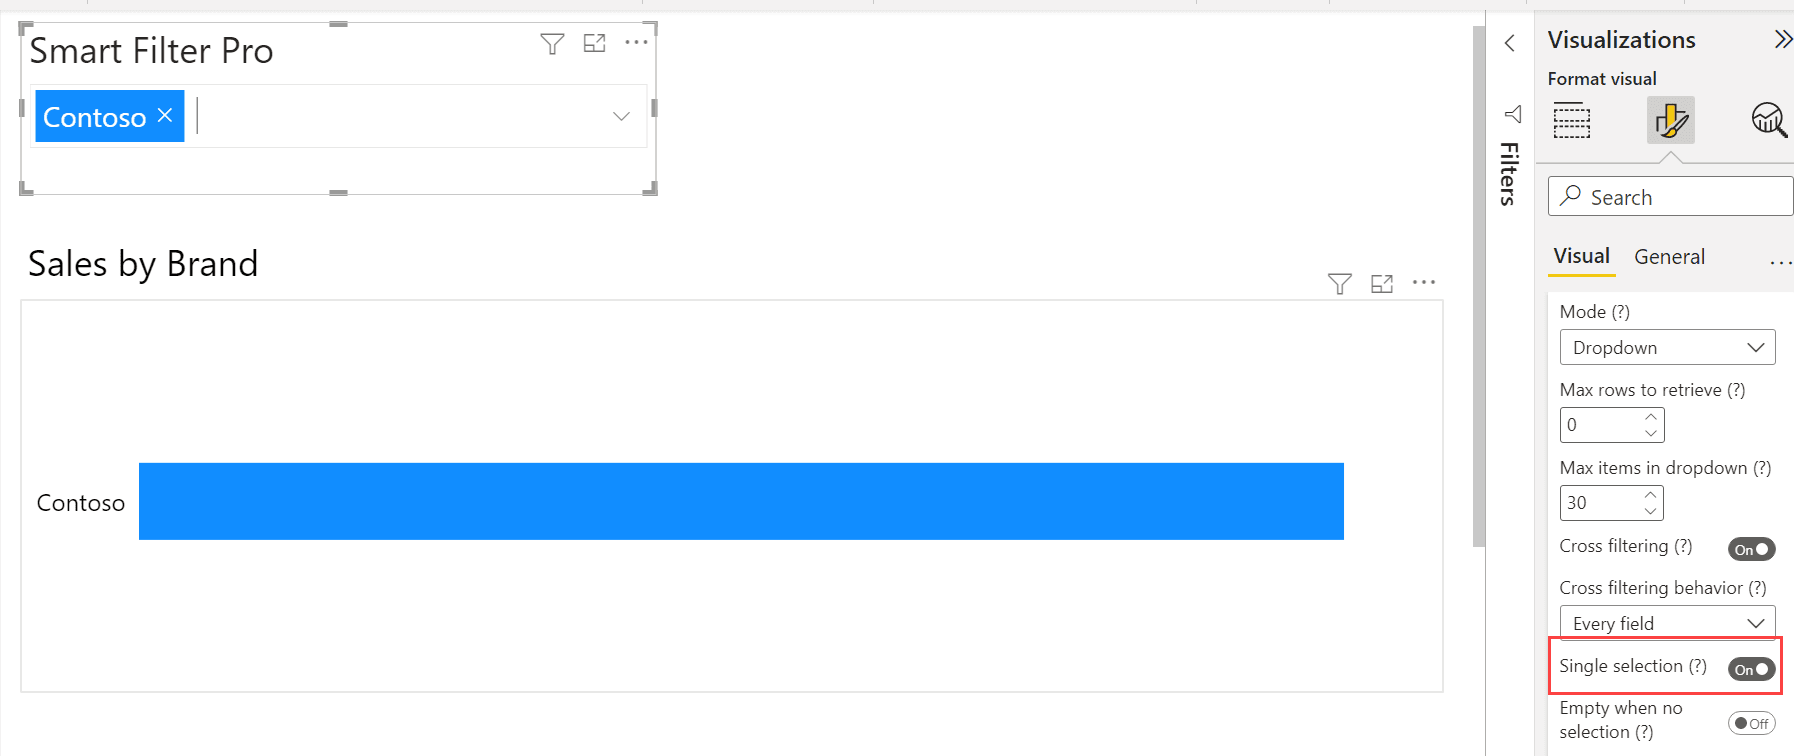 Smart Filter Pro
Contoso
Sales by Brand
Contoso
Filters
Visualizations
Format visual
Search
Visual General
Mode (?)
Dropdown
Max rows to retrieve (?)
0
Max items in dropdown (?)
30
Cross filtering (?) On
Cross filtering behavior (?)
Every field
Single selection (?) On
Empty when no
selection (?) Off